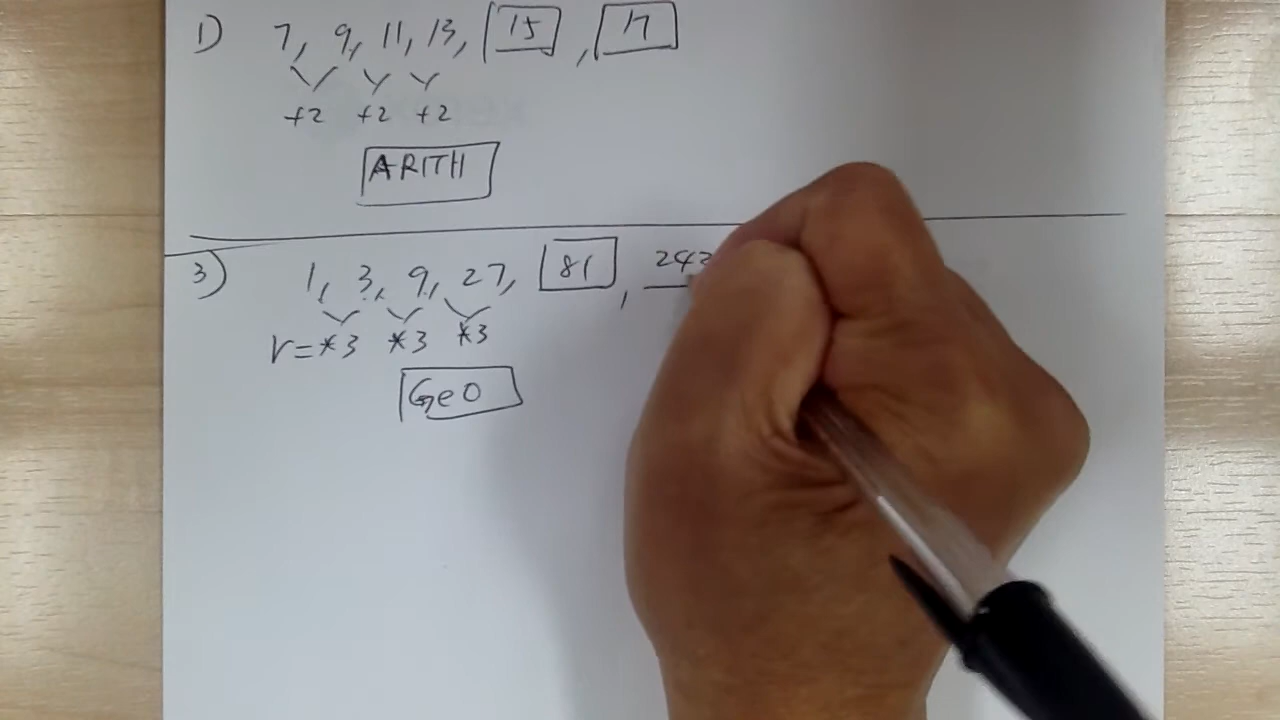 1) 7, 9, 11, 13, 15, 17
+2 +2 +2
ARITH
3) 1, 3, 9, 27, 81, 243
r=*3 *3 *3
GeO